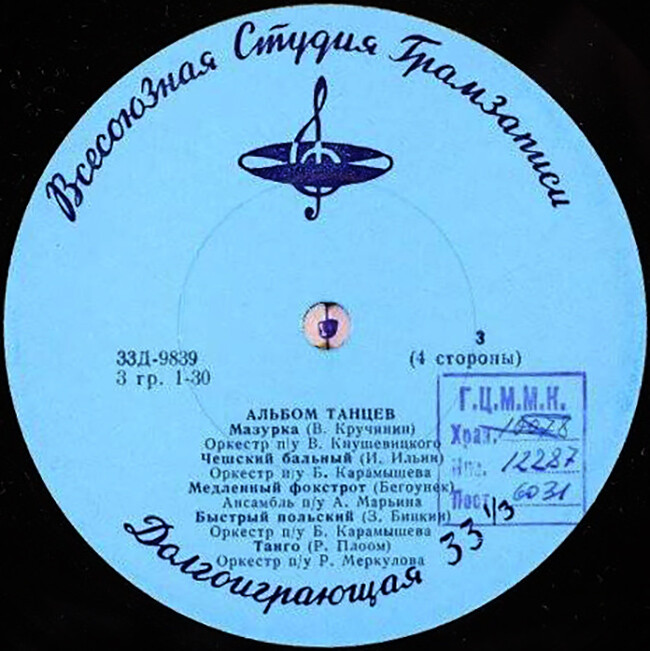 Всесоюзная Студия Грамзаписи
3
33Д-9839
(4 стороны)
3 гр. 1-30
АЛЬБОМ ТАНЦЕВ
Мазурка (В. Кручинин)
Оркестр п/у В. Кнушевицкого
Чешский бальный (И. Ильин)
Оркестр п/у Б. Карамышева
Медленный фокстрот (Бегоунек)
Ансамбль п/у А. Марьина
Быстрый польский (З. Бинкин)
Оркестр п/у Б. Карамышева
Танго (Р. Плоом)
Оркестр п/у Р. Меркулова
Г.Ц.М.М.К.
Хран.
Инв. 12287
Пост. 6031
Долгоиграющая 33 1/3